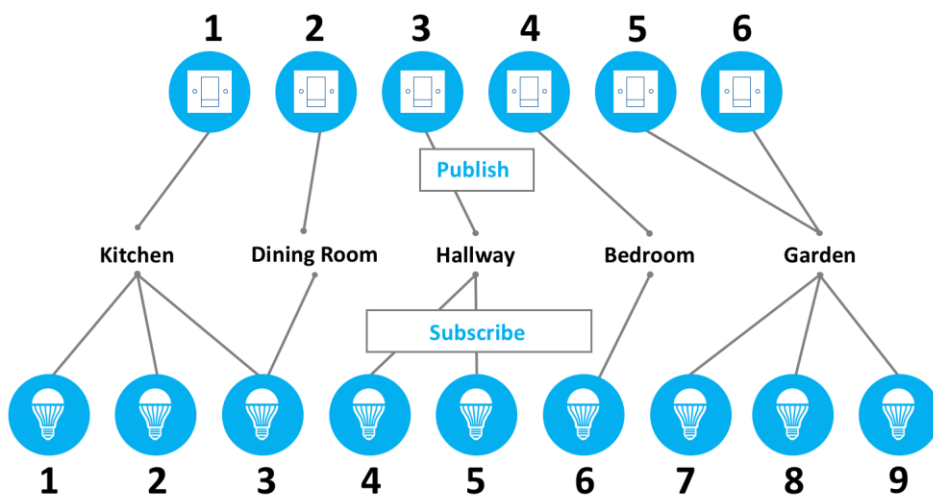 1 2 3 4 5 6
Publish
Kitchen Dining Room Hallway Bedroom Garden
Subscribe
1 2 3 4 5 6 7 8 9